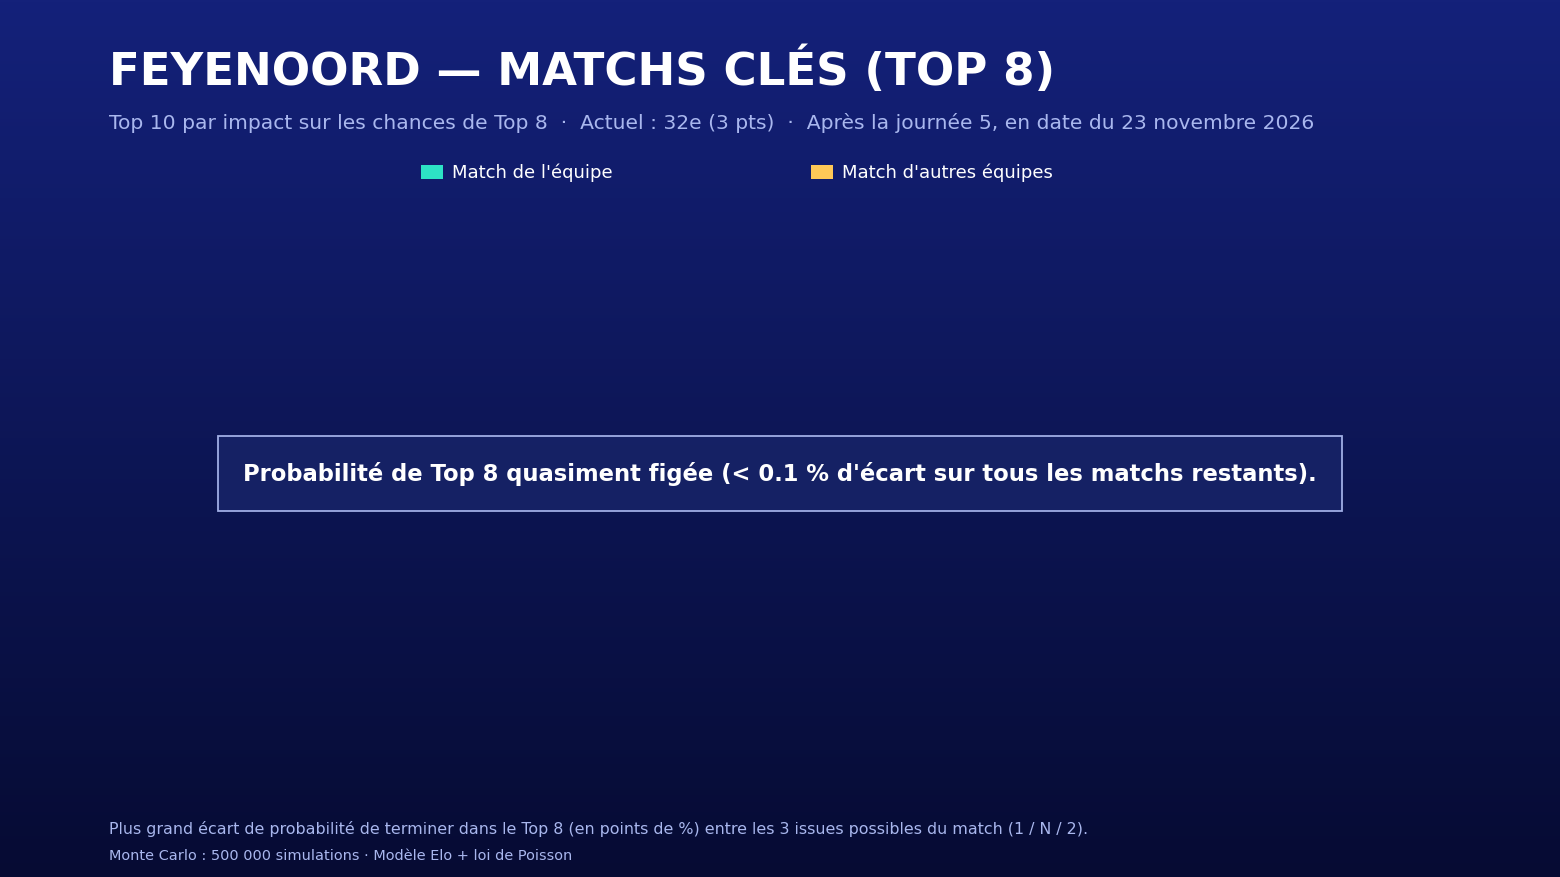 FEYENOORD — MATCHS CLÉS (TOP 8)
Top 10 par impact sur les chances de Top 8 · Actuel : 32e (3 pts) · Après la journée 5, en date du 23 novembre 2026
Match de l'équipe
Match d'autres équipes
Probabilité de Top 8 quasiment figée (< 0.1 % d'écart sur tous les matchs restants).
Plus grand écart de probabilité de terminer dans le Top 8 (en points de %) entre les 3 issues possibles du match (1 / N / 2).
Monte Carlo : 500 000 simulations · Modèle Elo + loi de Poisson